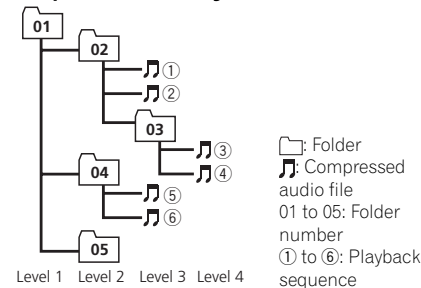 01
02
①
②
03
③
④
04
⑤
⑥
05
Level 1 Level 2 Level 3 Level 4
: Folder
: Compressed
audio file
01 to 05: Folder
number
① to ⑥: Playback
sequence